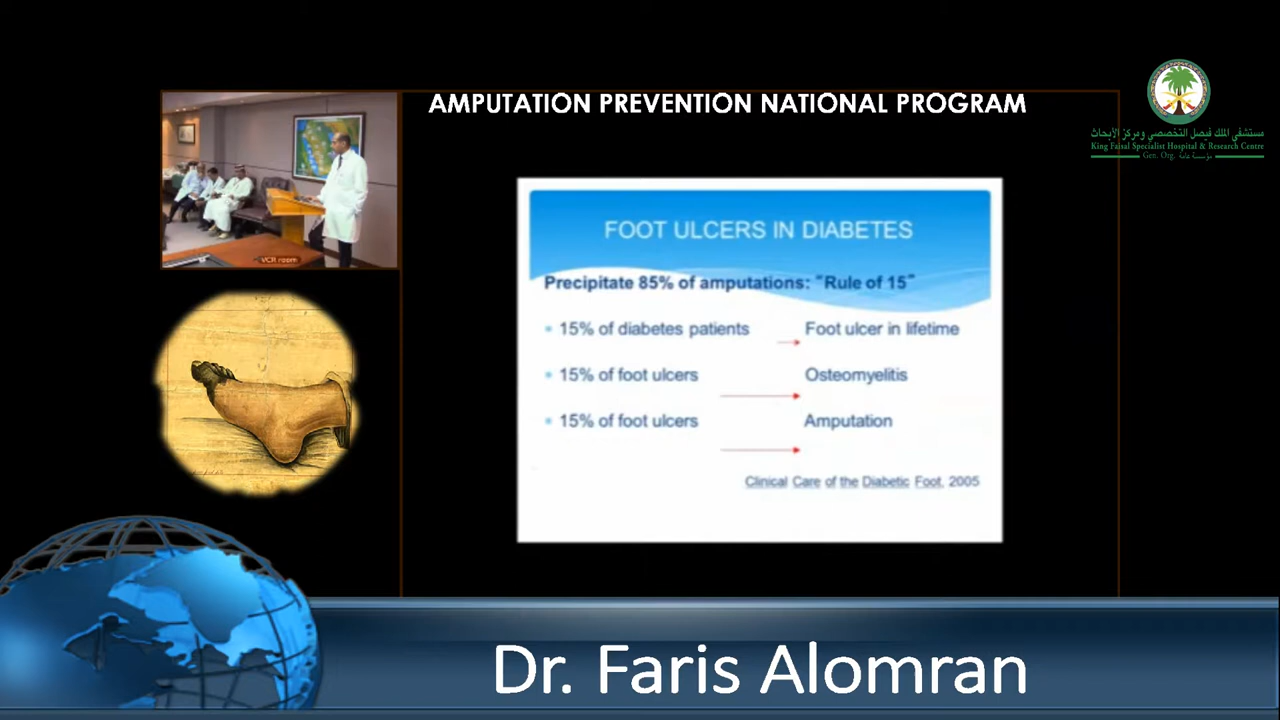 AMPUTATION PREVENTION NATIONAL PROGRAM
مستشفى الملك فيصل التخصصي ومركز الأبحاث
King Faisal Specialist Hospital & Research Centre
Gen. Org. مؤسسة عامة
VCR room
FOOT ULCERS IN DIABETES
Precipitate 85% of amputations: “Rule of 15”
• 15% of diabetes patients Foot ulcer in lifetime
• 15% of foot ulcers Osteomyelitis
• 15% of foot ulcers Amputation
Clinical Care of the Diabetic Foot, 2005
Dr. Faris Alomran